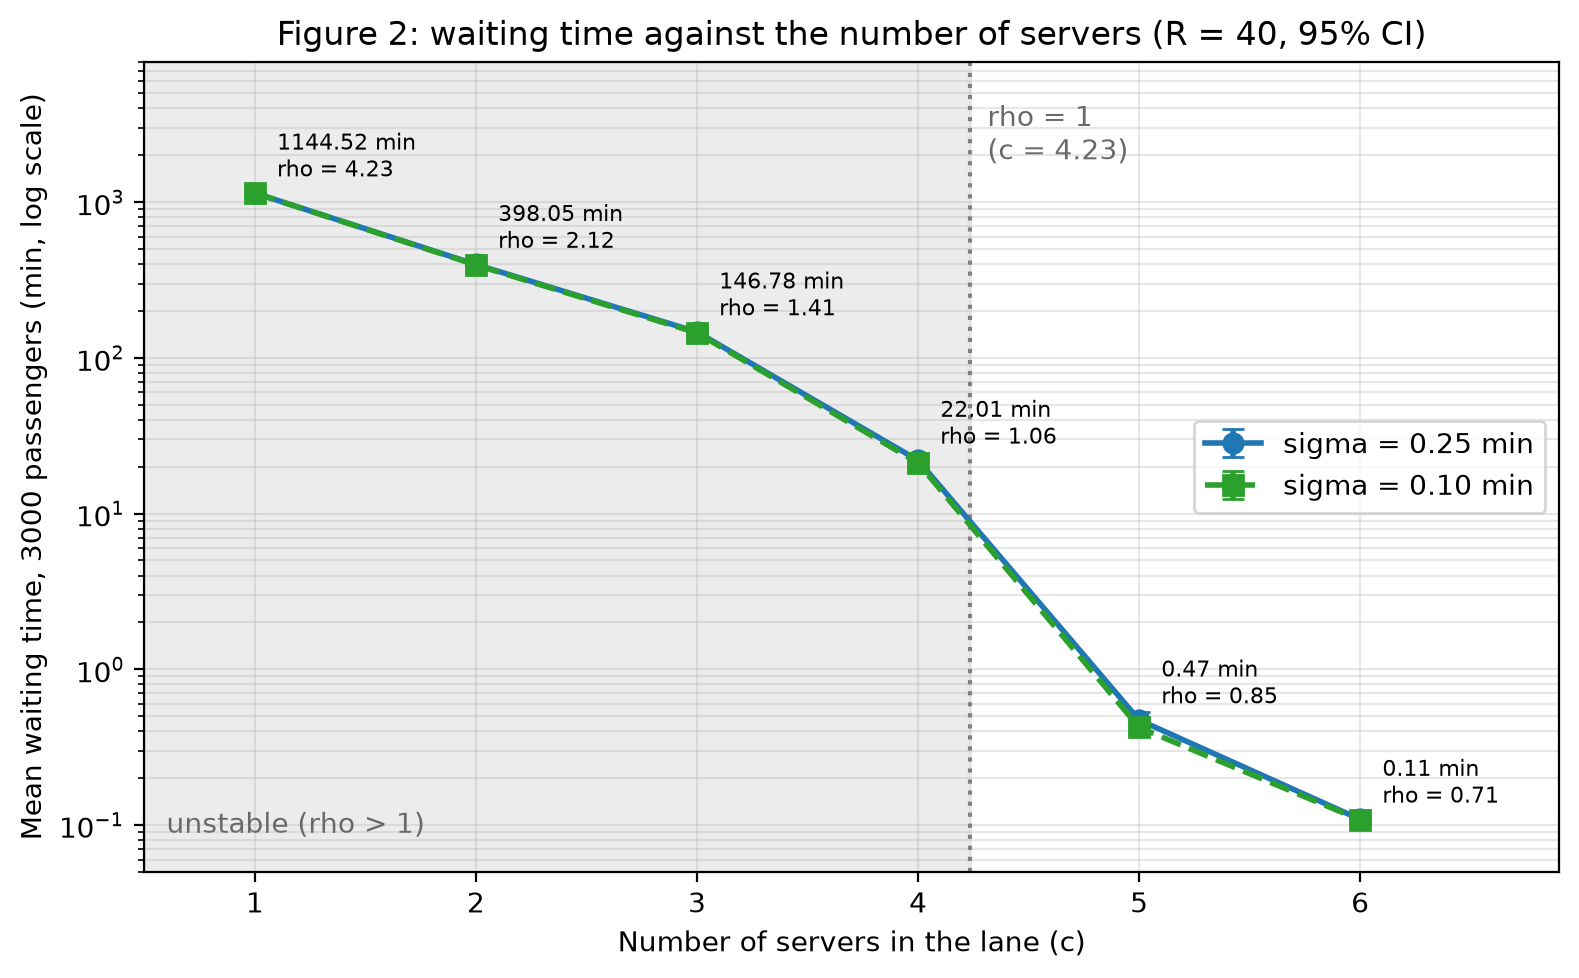 Figure 2: waiting time against the number of servers (R = 40, 95% CI)
Mean waiting time, 3000 passengers (min, log scale)
10³
10²
10¹
10⁰
10⁻¹
1144.52 min
rho = 4.23
398.05 min
rho = 2.12
146.78 min
rho = 1.41
22.01 min
rho = 1.06
0.47 min
rho = 0.85
0.11 min
rho = 0.71
rho = 1
(c = 4.23)
sigma = 0.25 min
sigma = 0.10 min
unstable (rho > 1)
1 2 3 4 5 6
Number of servers in the lane (c)